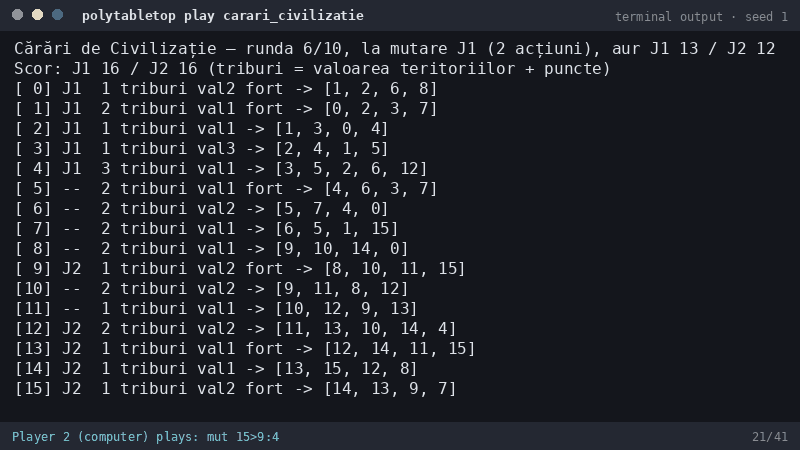 polytabletop play carari_civilizatie
terminal output · seed 1
Cărări de Civilizație — runda 6/10, la mutare J1 (2 acțiuni), aur J1 13 / J2 12
Scor: J1 16 / J2 16 (triburi = valoarea teritoriilor + puncte)
[ 0] J1  1 triburi val2 fort -> [1, 2, 6, 8]
[ 1] J1  2 triburi val1 fort -> [0, 2, 3, 7]
[ 2] J1  1 triburi val1 -> [1, 3, 0, 4]
[ 3] J1  1 triburi val3 -> [2, 4, 1, 5]
[ 4] J1  3 triburi val1 -> [3, 5, 2, 6, 12]
[ 5] --  2 triburi val1 fort -> [4, 6, 3, 7]
[ 6] --  2 triburi val2 -> [5, 7, 4, 0]
[ 7] --  2 triburi val1 -> [6, 5, 1, 15]
[ 8] --  2 triburi val1 -> [9, 10, 14, 0]
[ 9] J2  1 triburi val2 fort -> [8, 10, 11, 15]
[10] --  2 triburi val2 -> [9, 11, 8, 12]
[11] --  1 triburi val1 -> [10, 12, 9, 13]
[12] J2  2 triburi val2 -> [11, 13, 10, 14, 4]
[13] J2  1 triburi val1 fort -> [12, 14, 11, 15]
[14] J2  1 triburi val1 -> [13, 15, 12, 8]
[15] J2  1 triburi val2 fort -> [14, 13, 9, 7]
Player 2 (computer) plays: mut 15>9:4
21/41